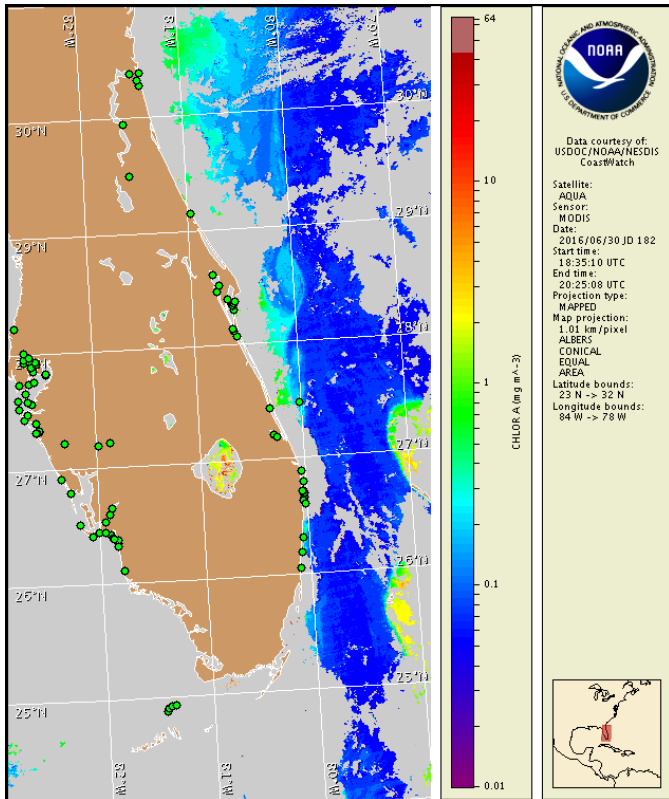 82°W
81°W
80°W
79°W
30°N
30°N
29°N
29°N
28°N
27°N
27°N
26°N
26°N
25°N
25°N
82°W
81°W
80°W
64
10
1
0.1
0.01
CHLOR A (mg m^-3)
NATIONAL OCEANIC AND ATMOSPHERIC ADMINISTRATION
NOAA
U.S. DEPARTMENT OF COMMERCE
Data courtesy of:
USDOC/NOAA/NESDIS
CoastWatch
Satellite:
AQUA
Sensor:
MODIS
Date:
2016/06/30 JD 182
Start time:
18:35:10 UTC
End time:
20:25:08 UTC
Projection type:
MAPPED
Map projection:
1.01 km/pixel
ALBERS
CONICAL
EQUAL
AREA
Latitude bounds:
23 N -> 32 N
Longitude bounds:
84 W -> 78 W